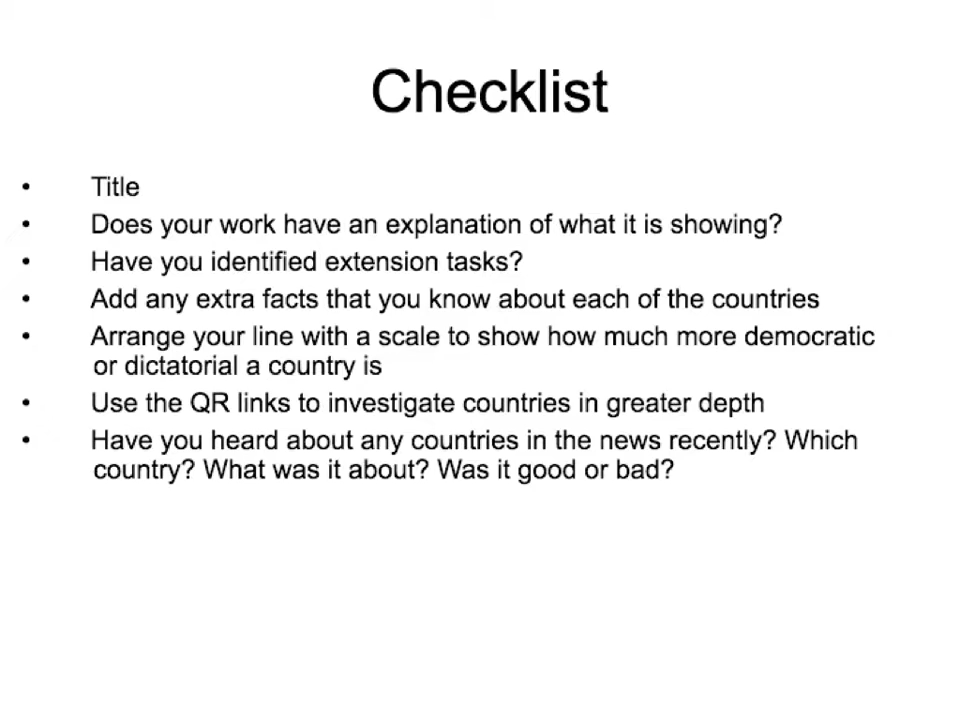 Checklist
• Title
• Does your work have an explanation of what it is showing?
• Have you identified extension tasks?
• Add any extra facts that you know about each of the countries
• Arrange your line with a scale to show how much more democratic
or dictatorial a country is
• Use the QR links to investigate countries in greater depth
• Have you heard about any countries in the news recently? Which
country? What was it about? Was it good or bad?